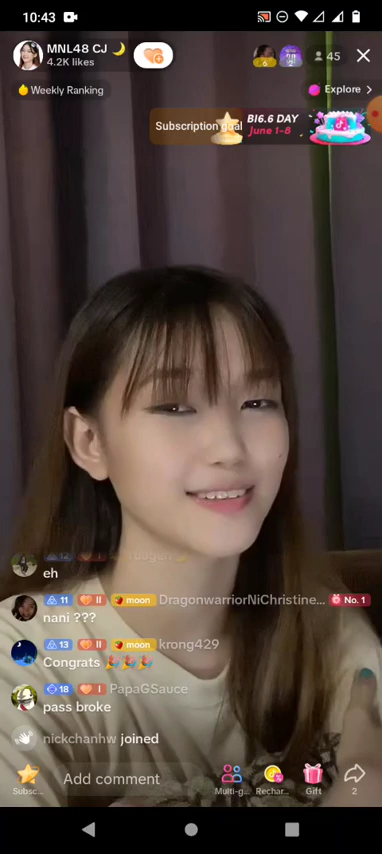 10:43
MNL48 CJ 🌙
4.2K likes
45
Weekly Ranking
Explore
Subscription goal
BI6.6 DAY
June 1-8
12 I
eh
11 II moon DragonwarriorNiChristine... No. 1
nani ???
13 II moon krong429
Congrats 🎉🎉🎉
18 I PapaGSauce
pass broke
nickchanhw joined
Add comment
Subsc... Multi-g... Rechar... Gift 2